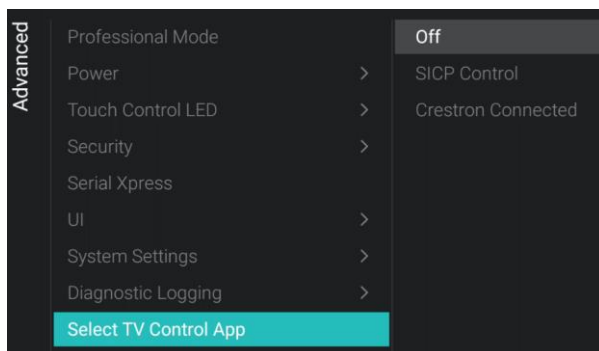 Advanced
Professional Mode
Power >
Touch Control LED >
Security >
Serial Xpress
UI >
System Settings >
Diagnostic Logging >
Select TV Control App
Off
SICP Control
Crestron Connected